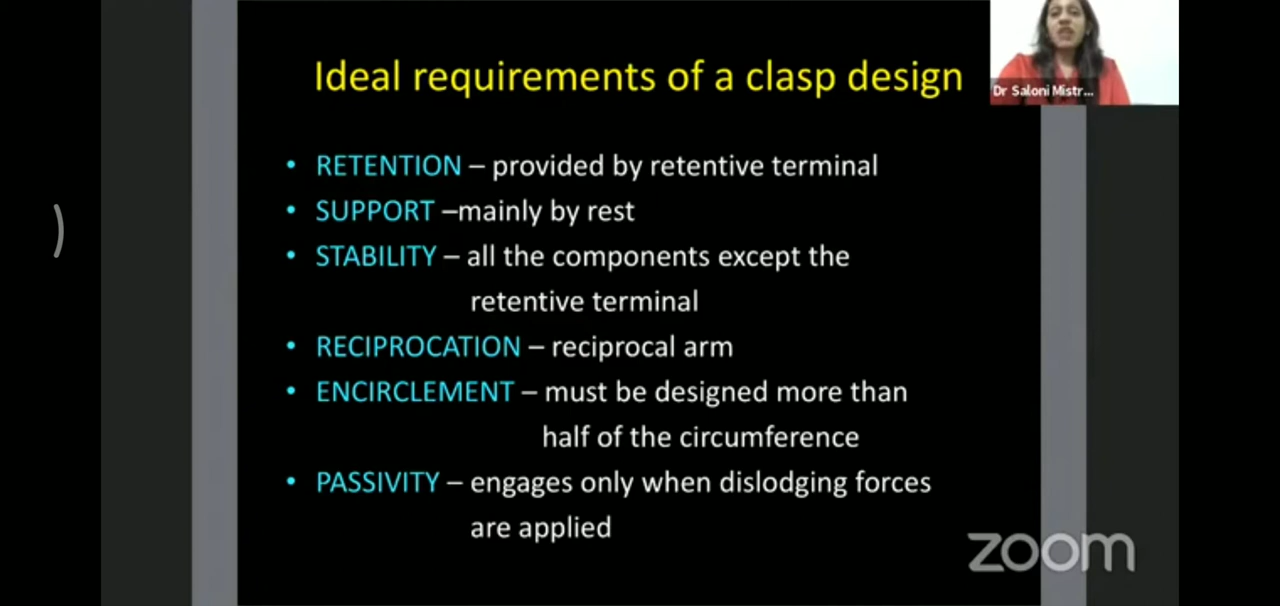 Ideal requirements of a clasp design
Dr Saloni Mistr...
• RETENTION – provided by retentive terminal
• SUPPORT –mainly by rest
• STABILITY – all the components except the
retentive terminal
• RECIPROCATION – reciprocal arm
• ENCIRCLEMENT – must be designed more than
half of the circumference
• PASSIVITY – engages only when dislodging forces
are applied
zoom